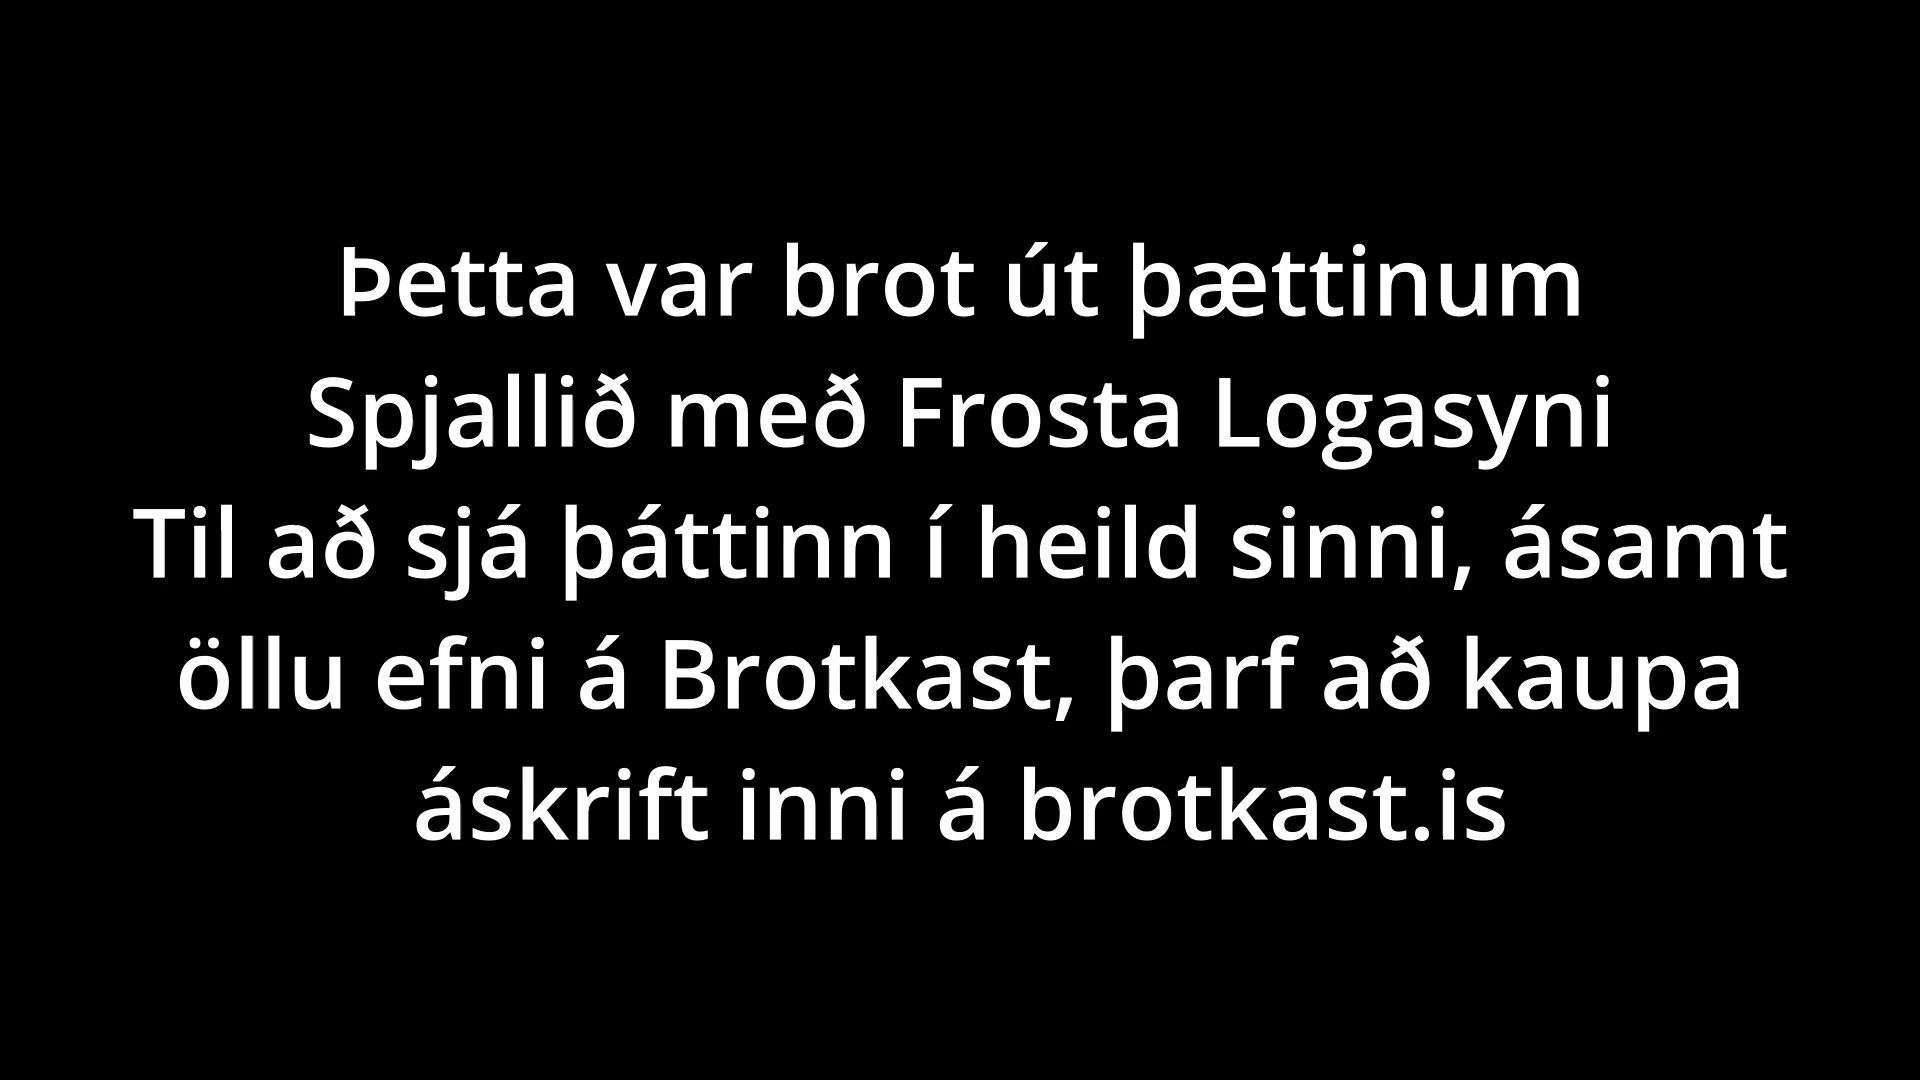 Þetta var brot út þættinum
Spjallið með Frosta Logasyni
Til að sjá þáttinn í heild sinni, ásamt
öllu efni á Brotkast, þarf að kaupa
áskrift inni á brotkast.is